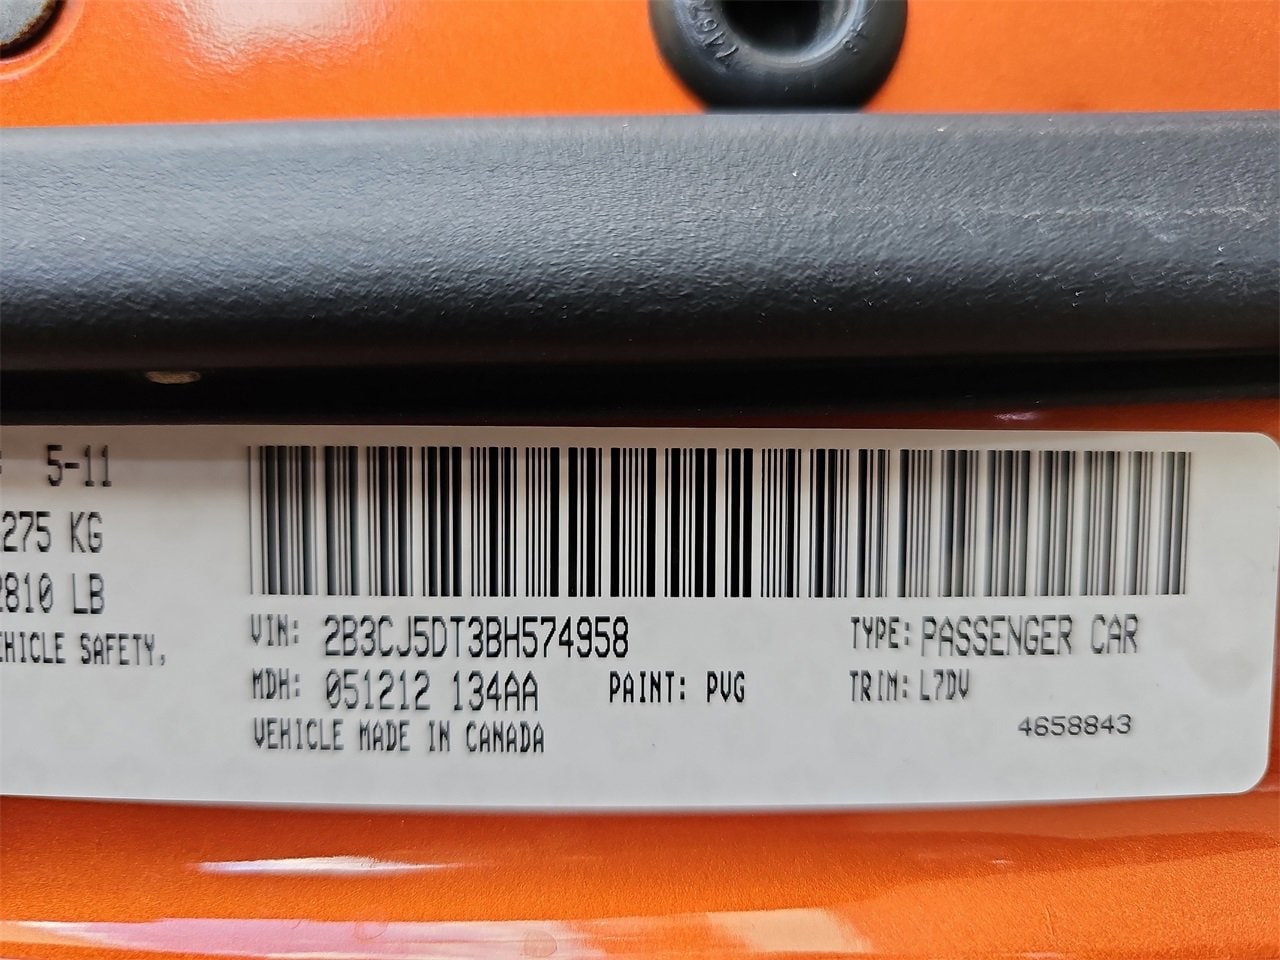 5-11
275 KG
2810 LB
EHICLE SAFETY,
VIN: 2B3CJ5DT3BH574958
TYPE: PASSENGER CAR
MDH: 051212 134AA
PAINT: PVG
TRIM: L7DV
VEHICLE MADE IN CANADA
4658843